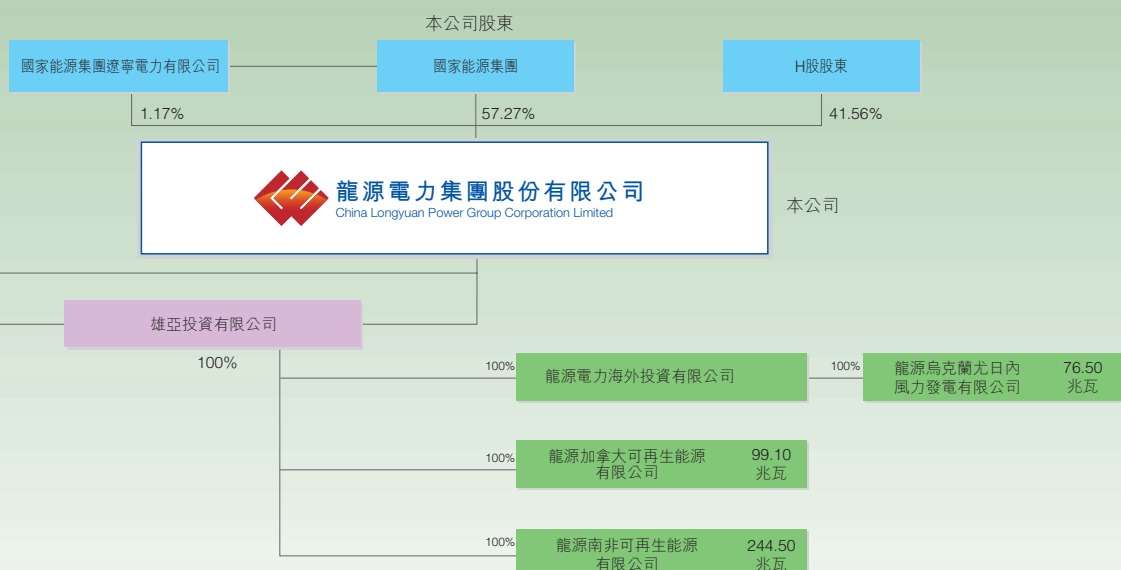 本公司股東
國家能源集團遼寧電力有限公司
國家能源集團
H股股東
1.17%
57.27%
41.56%
龍源電力集團股份有限公司
China Longyuan Power Group Corporation Limited
本公司
雄亞投資有限公司
100%
100%
龍源電力海外投資有限公司
100%
龍源烏克蘭尤日內
風力發電有限公司
76.50
兆瓦
100%
龍源加拿大可再生能源
有限公司
99.10
兆瓦
100%
龍源南非可再生能源
有限公司
244.50
兆瓦